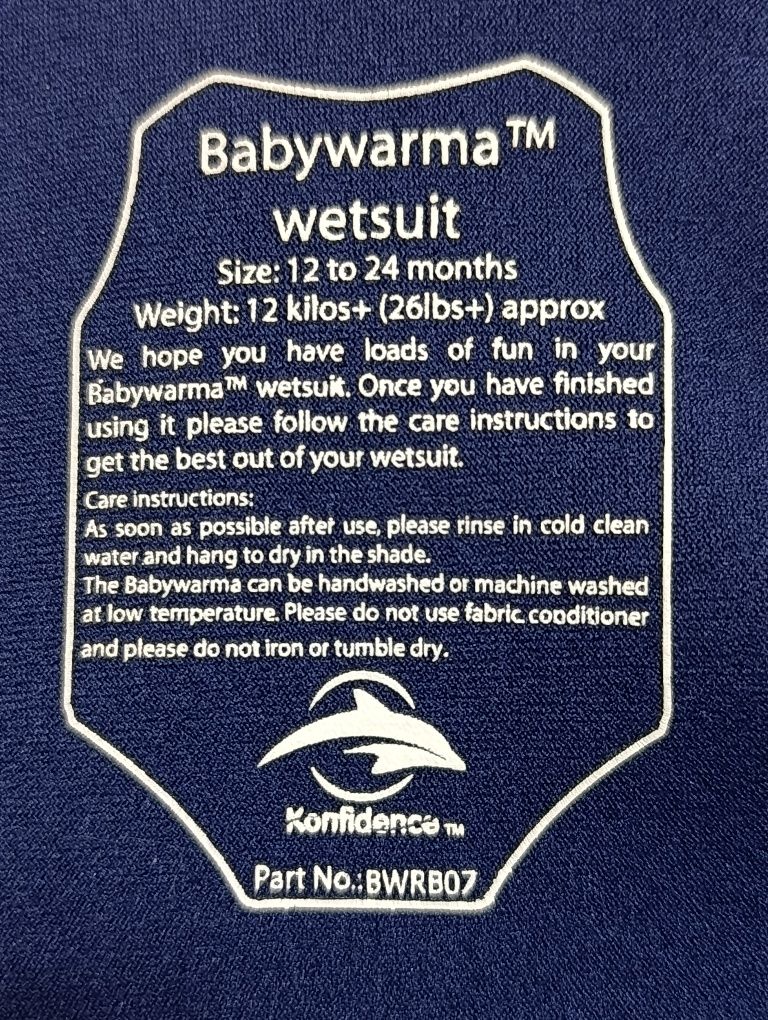 Babywarma™
wetsuit
Size: 12 to 24 months
Weight: 12 kilos+ (26lbs+) approx
We hope you have loads of fun in your
Babywarma™ wetsuit. Once you have finished
using it please follow the care instructions to
get the best out of your wetsuit.
Care instructions:
As soon as possible after use, please rinse in cold clean
water and hang to dry in the shade.
The Babywarma can be handwashed or machine washed
at low temperature. Please do not use fabric conditioner
and please do not iron or tumble dry.
Konfidence™
Part No.:BWRB07